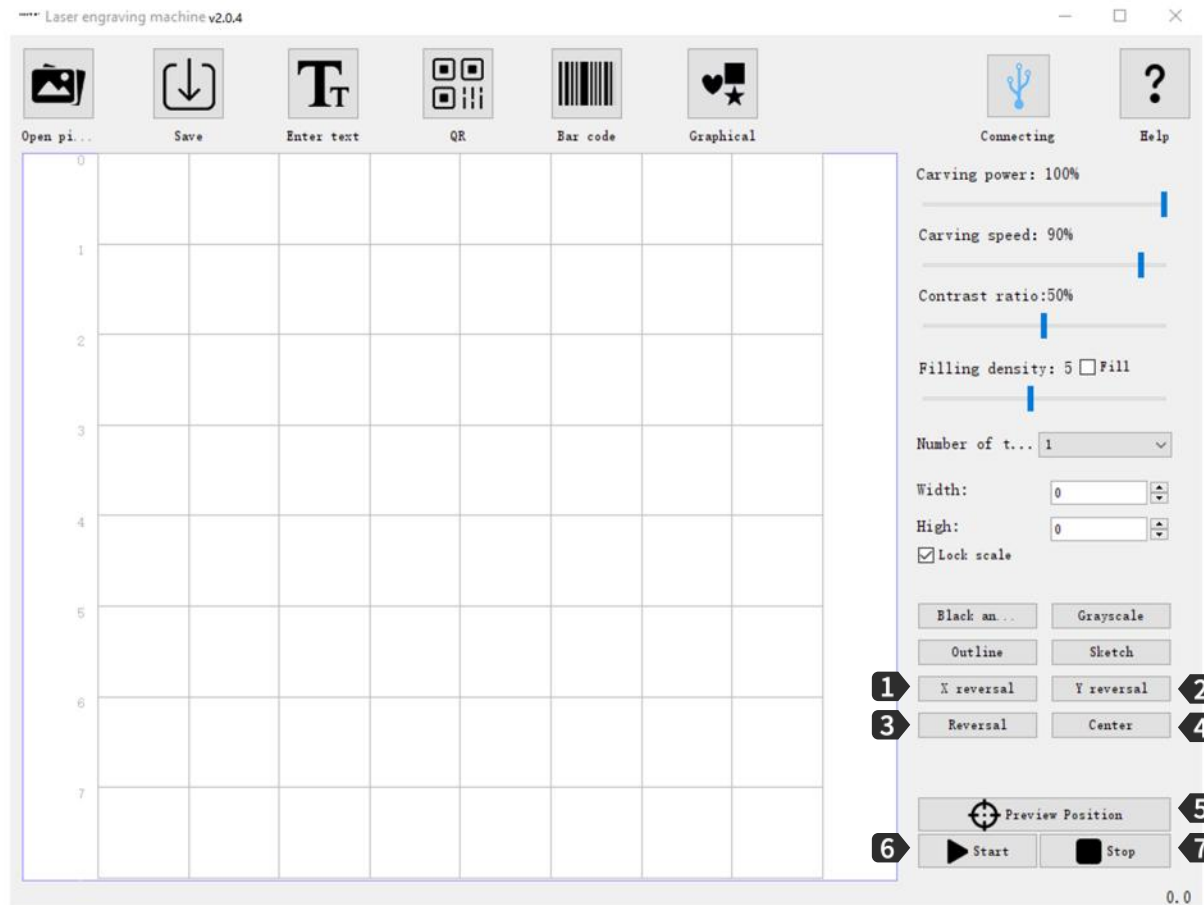 Laser engraving machine v2.0.4
Open pi... Save Enter text QR Bar code Graphical Connecting Help
0
1
2
3
4
5
6
7
Carving power: 100%
Carving speed: 90%
Contrast ratio:50%
Filling density: 5 Fill
Number of t... 1
Width: 0
High: 0
Lock scale
Black an... Grayscale
Outline Sketch
1 X reversal Y reversal 2
3 Reversal Center 4
Preview Position 5
6 Start Stop 7
0.0